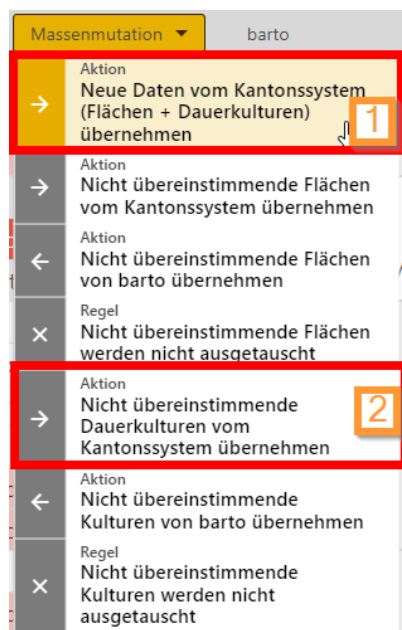 Massenmutation barto
Aktion
Neue Daten vom Kantonssystem
(Flächen + Dauerkulturen)
übernehmen
1
Aktion
Nicht übereinstimmende Flächen
vom Kantonssystem übernehmen
Aktion
Nicht übereinstimmende Flächen
von barto übernehmen
Regel
Nicht übereinstimmende Flächen
werden nicht ausgetauscht
Aktion
Nicht übereinstimmende
Dauerkulturen vom
Kantonssystem übernehmen
2
Aktion
Nicht übereinstimmende
Kulturen von barto übernehmen
Regel
Nicht übereinstimmende
Kulturen werden nicht
ausgetauscht